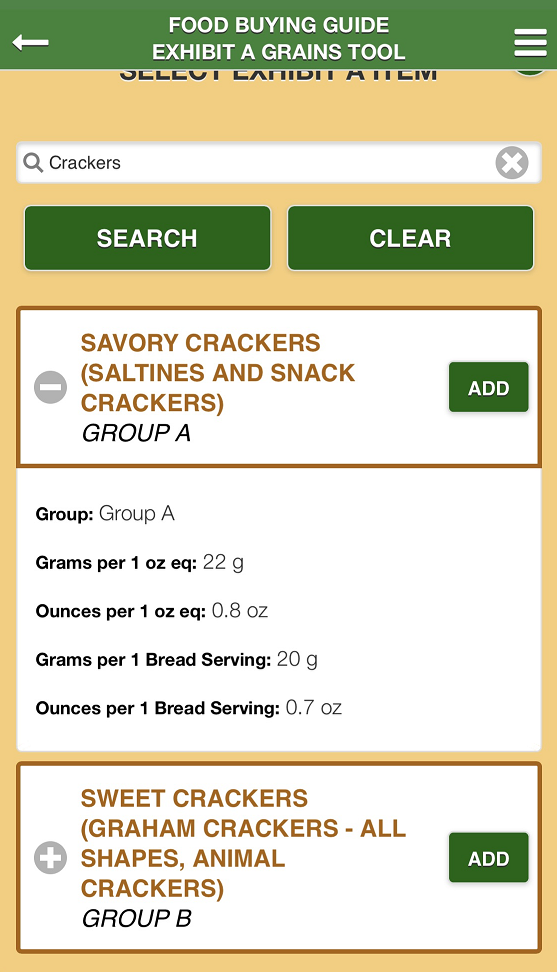 FOOD BUYING GUIDE
EXHIBIT A GRAINS TOOL
SELECT EXHIBIT A ITEM
Crackers
SEARCH
CLEAR
SAVORY CRACKERS
(SALTINES AND SNACK
CRACKERS)
GROUP A
ADD
Group: Group A
Grams per 1 oz eq: 22 g
Ounces per 1 oz eq: 0.8 oz
Grams per 1 Bread Serving: 20 g
Ounces per 1 Bread Serving: 0.7 oz
SWEET CRACKERS
(GRAHAM CRACKERS - ALL
SHAPES, ANIMAL
CRACKERS)
GROUP B
ADD